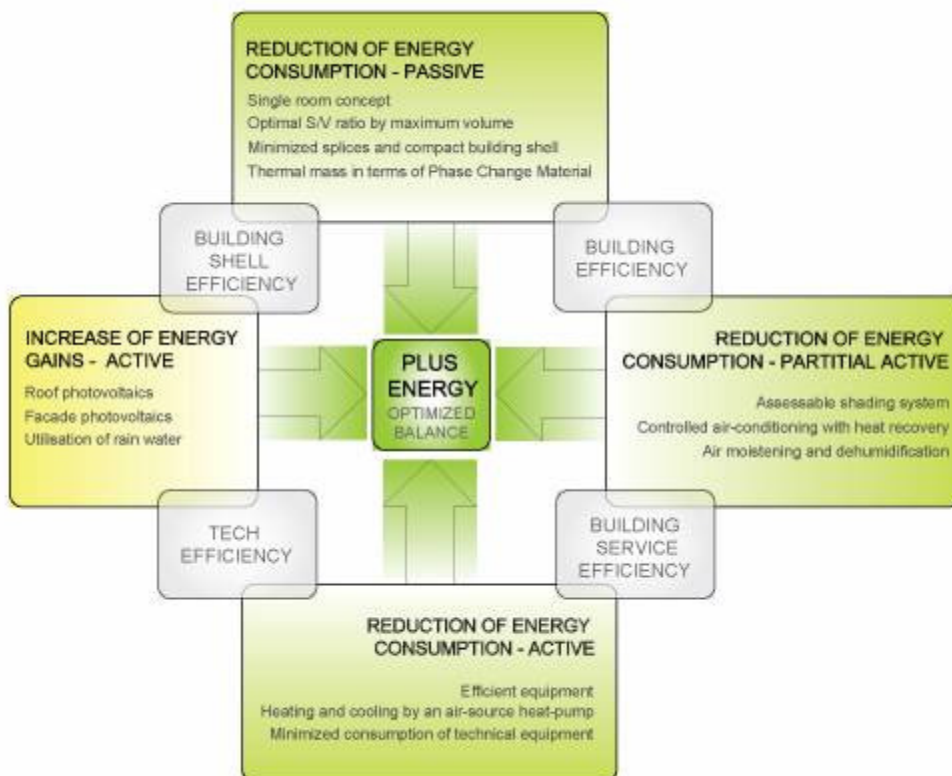 REDUCTION OF ENERGY
CONSUMPTION - PASSIVE
Single room concept
Optimal S/V ratio by maximum volume
Minimized splices and compact building shell
Thermal mass in terms of Phase Change Material
BUILDING
SHELL
EFFICIENCY
BUILDING
EFFICIENCY
INCREASE OF ENERGY
GAINS - ACTIVE
Roof photovoltaics
Facade photovoltaics
Utilisation of rain water
PLUS
ENERGY
OPTIMIZED
BALANCE
REDUCTION OF ENERGY
CONSUMPTION - PARTITIAL ACTIVE
Assessable shading system
Controlled air-conditioning with heat recovery
Air moistening and dehumidification
TECH
EFFICIENCY
BUILDING
SERVICE
EFFICIENCY
REDUCTION OF ENERGY
CONSUMPTION - ACTIVE
Efficient equipment
Heating and cooling by an air-source heat-pump
Minimized consumption of technical equipment